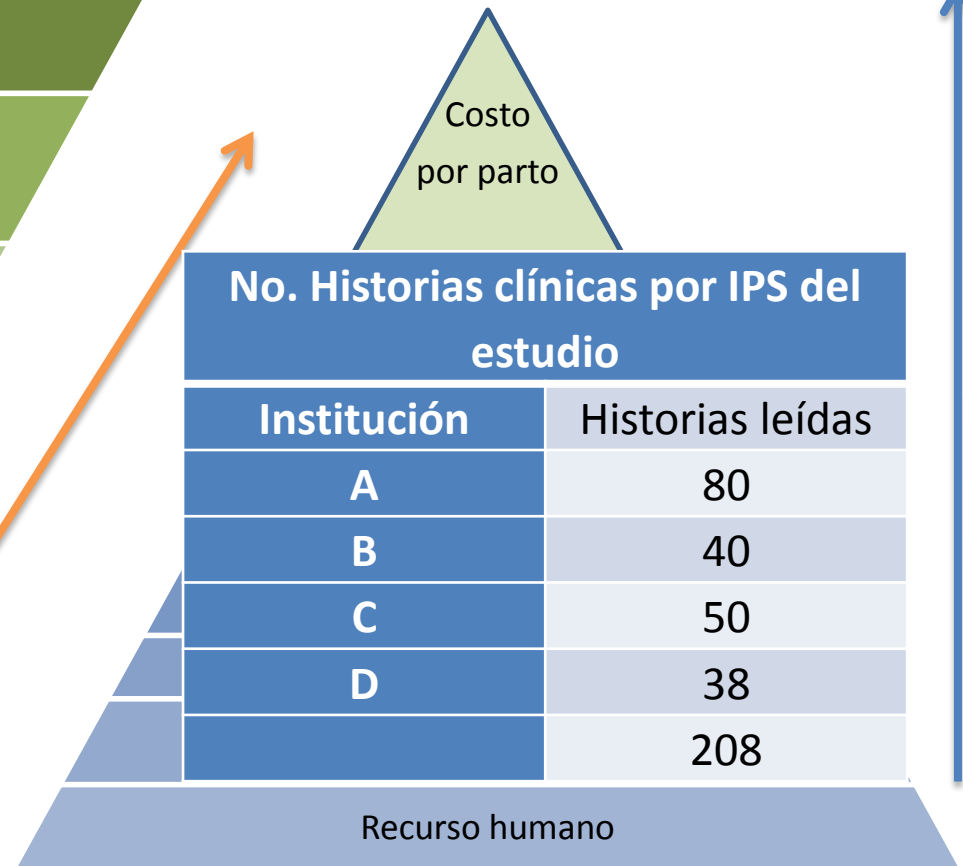 Costo
por parto
No. Historias clínicas por IPS del
estudio
Institución Historias leídas
A 80
B 40
C 50
D 38
208
Recurso humano